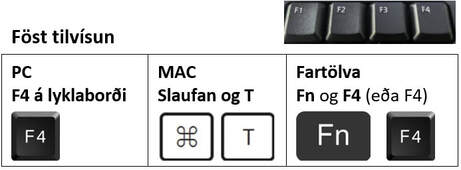 F1 F2 F3 F4
Föst tilvísun
PC
F4 á lyklaborði
F4
MAC
Slaufan og T
⌘ T
Fartölva
Fn og F4 (eða F4)
Fn F4